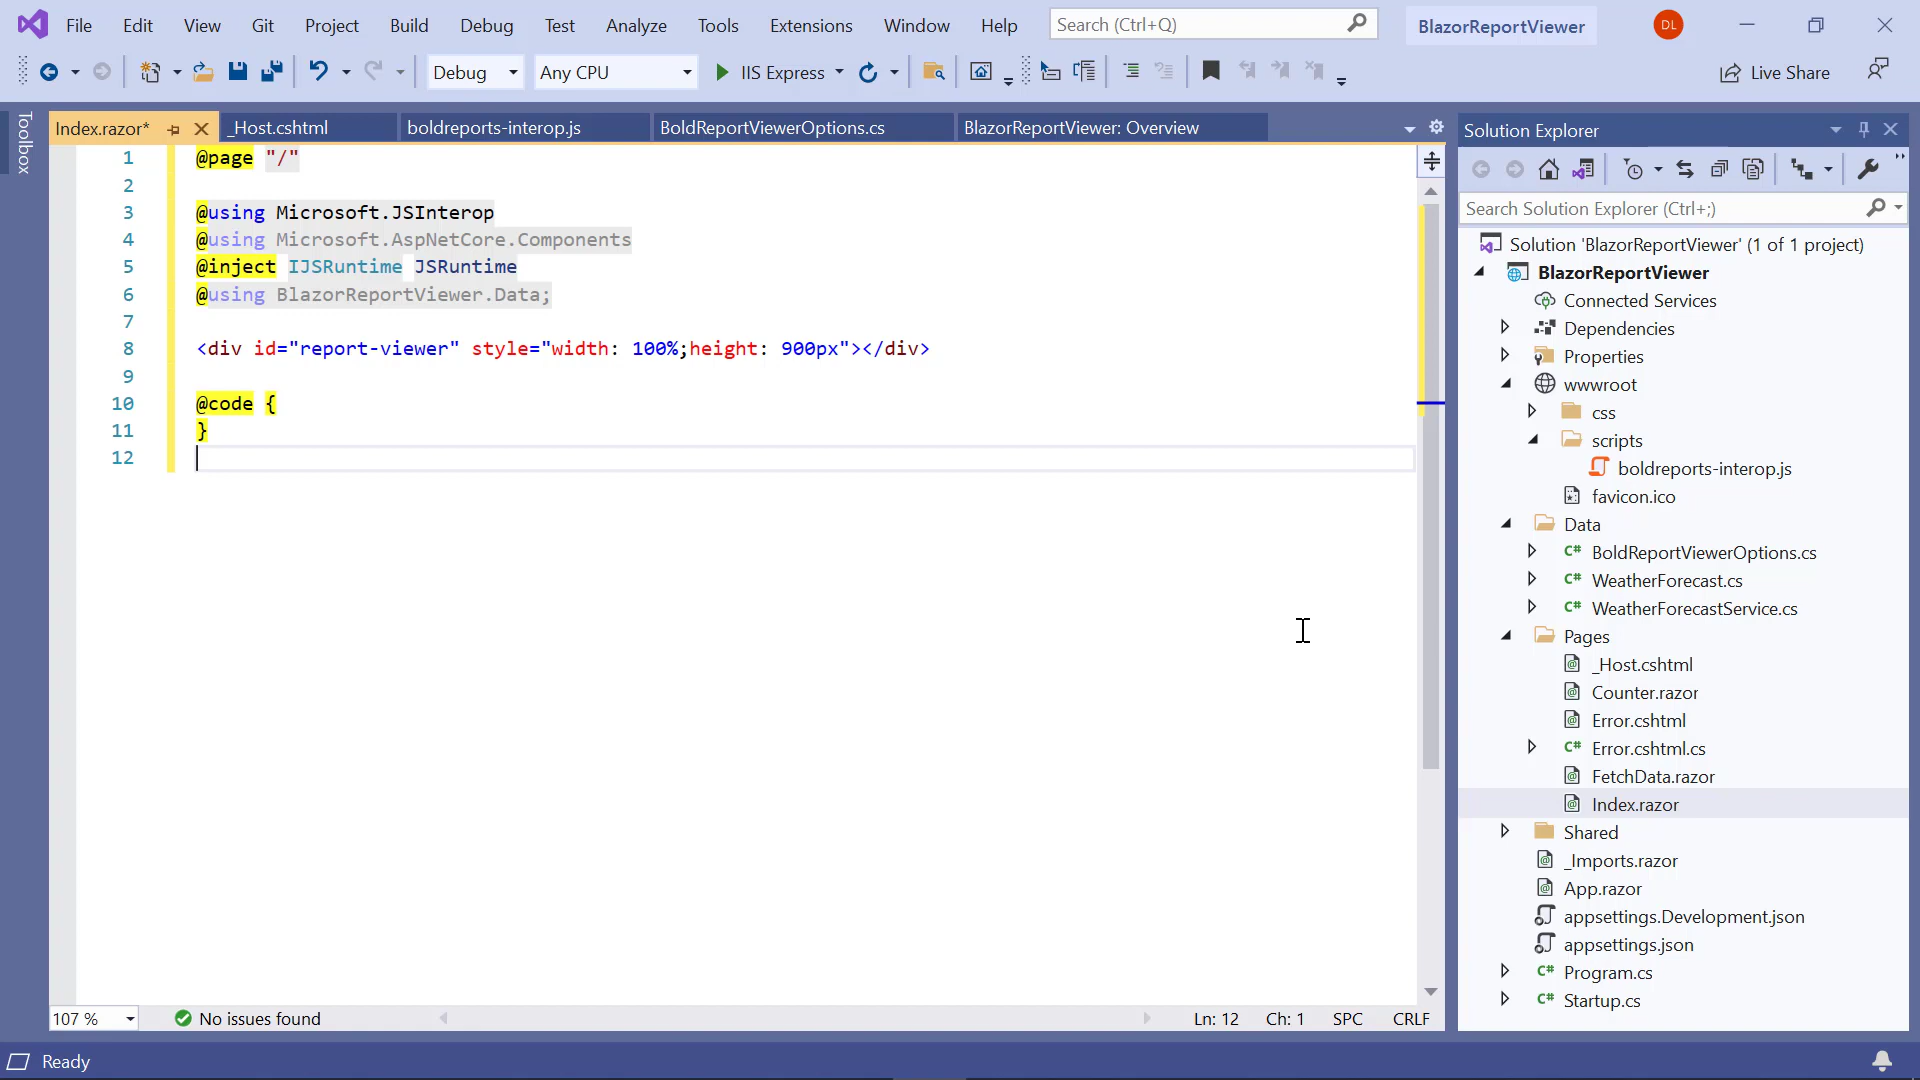 File Edit View Git Project Build Debug Test Analyze Tools Extensions Window Help Search (Ctrl+Q) BlazorReportViewer DL
Debug Any CPU IIS Express Live Share
Toolbox
Index.razor* _Host.cshtml boldreports-interop.js BoldReportViewerOptions.cs BlazorReportViewer: Overview
1 @page "/"
2
3 @using Microsoft.JSInterop
4 @using Microsoft.AspNetCore.Components
5 @inject IJSRuntime JSRuntime
6 @using BlazorReportViewer.Data;
7
8 <div id="report-viewer" style="width: 100%;height: 900px"></div>
9
10 @code {
11 }
12
107 % No issues found Ln: 12 Ch: 1 SPC CRLF
Solution Explorer
Search Solution Explorer (Ctrl+;)
Solution 'BlazorReportViewer' (1 of 1 project)
BlazorReportViewer
Connected Services
Dependencies
Properties
wwwroot
css
scripts
boldreports-interop.js
favicon.ico
Data
C# BoldReportViewerOptions.cs
C# WeatherForecast.cs
C# WeatherForecastService.cs
Pages
_Host.cshtml
Counter.razor
Error.cshtml
C# Error.cshtml.cs
FetchData.razor
Index.razor
Shared
_Imports.razor
App.razor
appsettings.Development.json
appsettings.json
C# Program.cs
C# Startup.cs
Ready